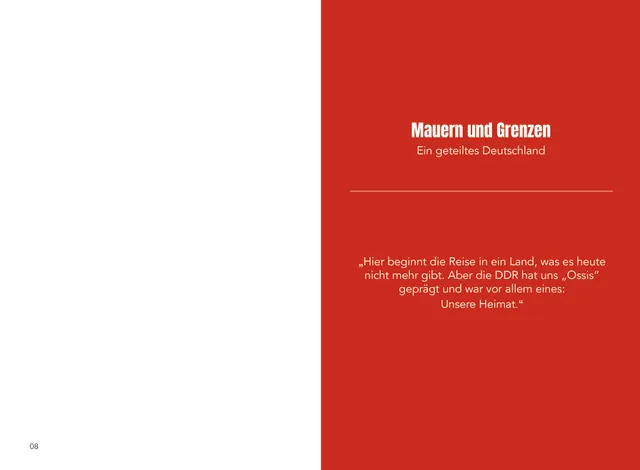 08
Mauern und Grenzen
Ein geteiltes Deutschland
„Hier beginnt die Reise in ein Land, was es heute
nicht mehr gibt. Aber die DDR hat uns „Ossis“
geprägt und war vor allem eines:
Unsere Heimat.“